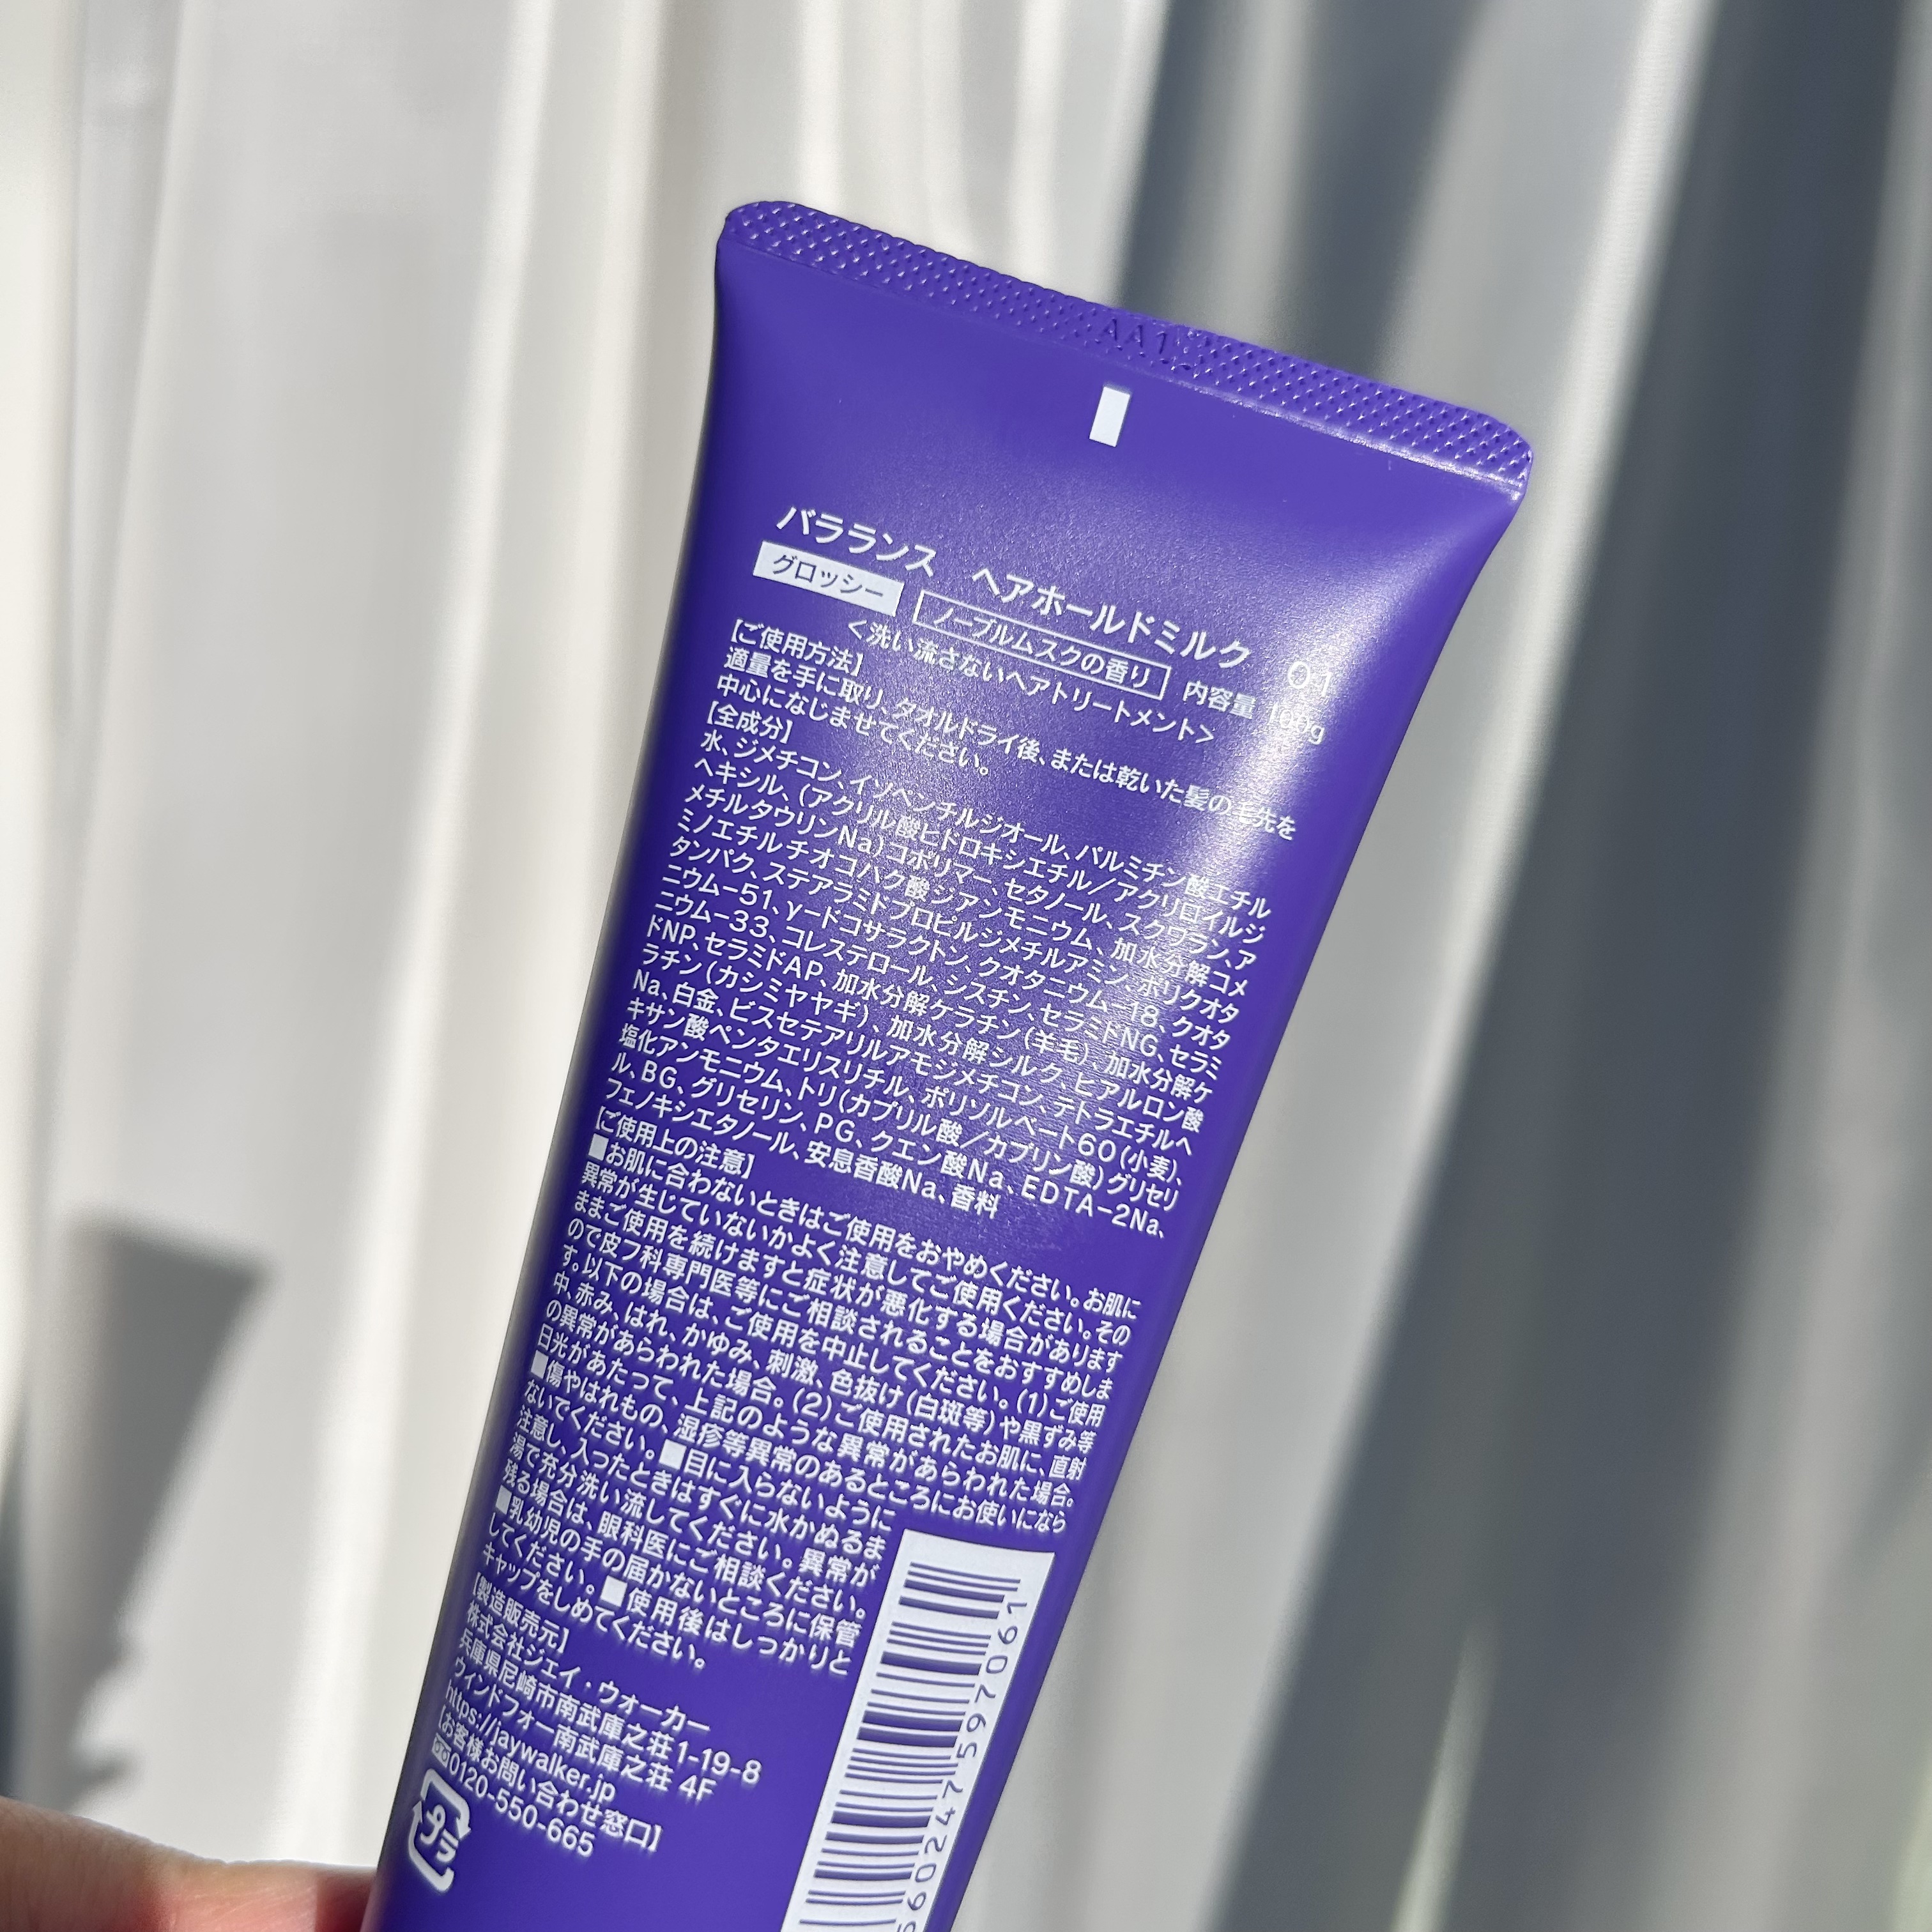 AA1
バラランス　ヘアホールドミルク　01
グロッシー　ノーブルムスクの香り　内容量 100g
＜洗い流さないヘアトリートメント＞
【ご使用方法】
適量を手に取り、タオルドライ後、または乾いた髪の毛先を
中心になじませてください。
【全成分】
水、ジメチコン、イソペンチルジオール、パルミチン酸エチル
ヘキシル、（アクリル酸ヒドロキシエチル／アクリロイルジ
メチルタウリンNa）コポリマー、セタノール、スクワラン、ア
ミノエチルチオコハク酸ジアンモニウム、加水分解コメ
タンパク、ステアラミドプロピルジメチルアミン、ポリクオタ
ニウム−51、γ−ドコサラクトン、クオタニウム−18、クオタ
ニウム−33、コレステロール、シスチン、セラミドNG、セラミ
ドNP、セラミドAP、加水分解ケラチン（羊毛）、加水分解ケ
ラチン（カシミヤヤギ）、加水分解シルク、ヒアルロン酸
Na、白金、ビスセテアリルアモジメチコン、テトラエチルヘ
キサン酸ペンタエリスリチル、ポリソルベート60（小麦）、
塩化アンモニウム、トリ（カプリル酸／カプリン酸）グリセリ
ル、BG、グリセリン、PG、クエン酸Na、EDTA−2Na、
フェノキシエタノール、安息香酸Na、香料
【ご使用上の注意】
■お肌に合わないときはご使用をおやめください。お肌に
異常が生じていないかよく注意してご使用ください。その
ままご使用を続けますと症状が悪化する場合があります
ので皮フ科専門医等にご相談されることをおすすめしま
す。以下の場合は、ご使用を中止してください。（1）ご使用
中、赤み、はれ、かゆみ、刺激、色抜け（白斑等）や黒ずみ等
の異常があらわれた場合。（2）ご使用されたお肌に、直射
日光があたって、上記のような異常があらわれた場合。
■傷やはれもの、湿疹等異常のあるところにお使いになら
ないでください。■目に入らないように
注意し、入ったときはすぐに水かぬるま
湯で充分洗い流してください。異常が
残る場合は、眼科医にご相談ください。
■乳幼児の手の届かないところに保管
してください。■使用後はしっかりと
キャップをしめてください。
【製造販売元】
株式会社ジェイ・ウォーカー
兵庫県尼崎市南武庫之荘1-19-8
ウインドフォー南武庫之荘 4F
https://jaywalker.jp
【お客様お問い合わせ窓口】
0120-550-665
プラ
560247597061